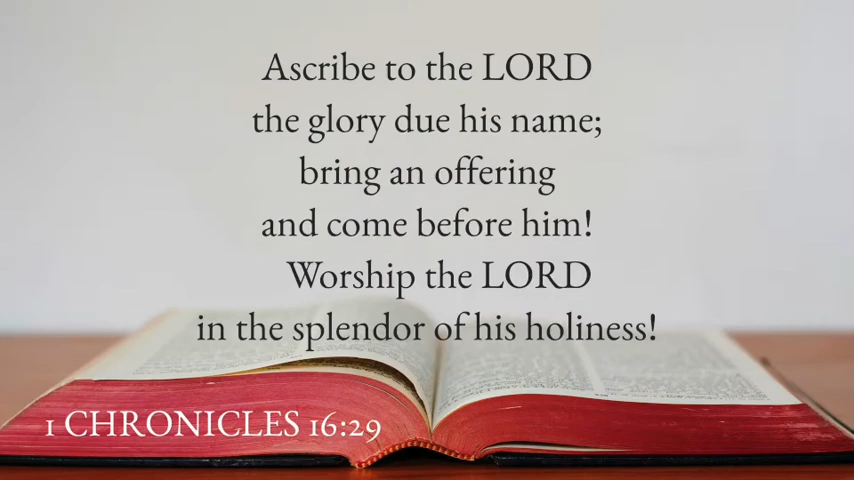 Ascribe to the LORD
the glory due his name;
bring an offering
and come before him!
Worship the LORD
in the splendor of his holiness!
1 CHRONICLES 16:29